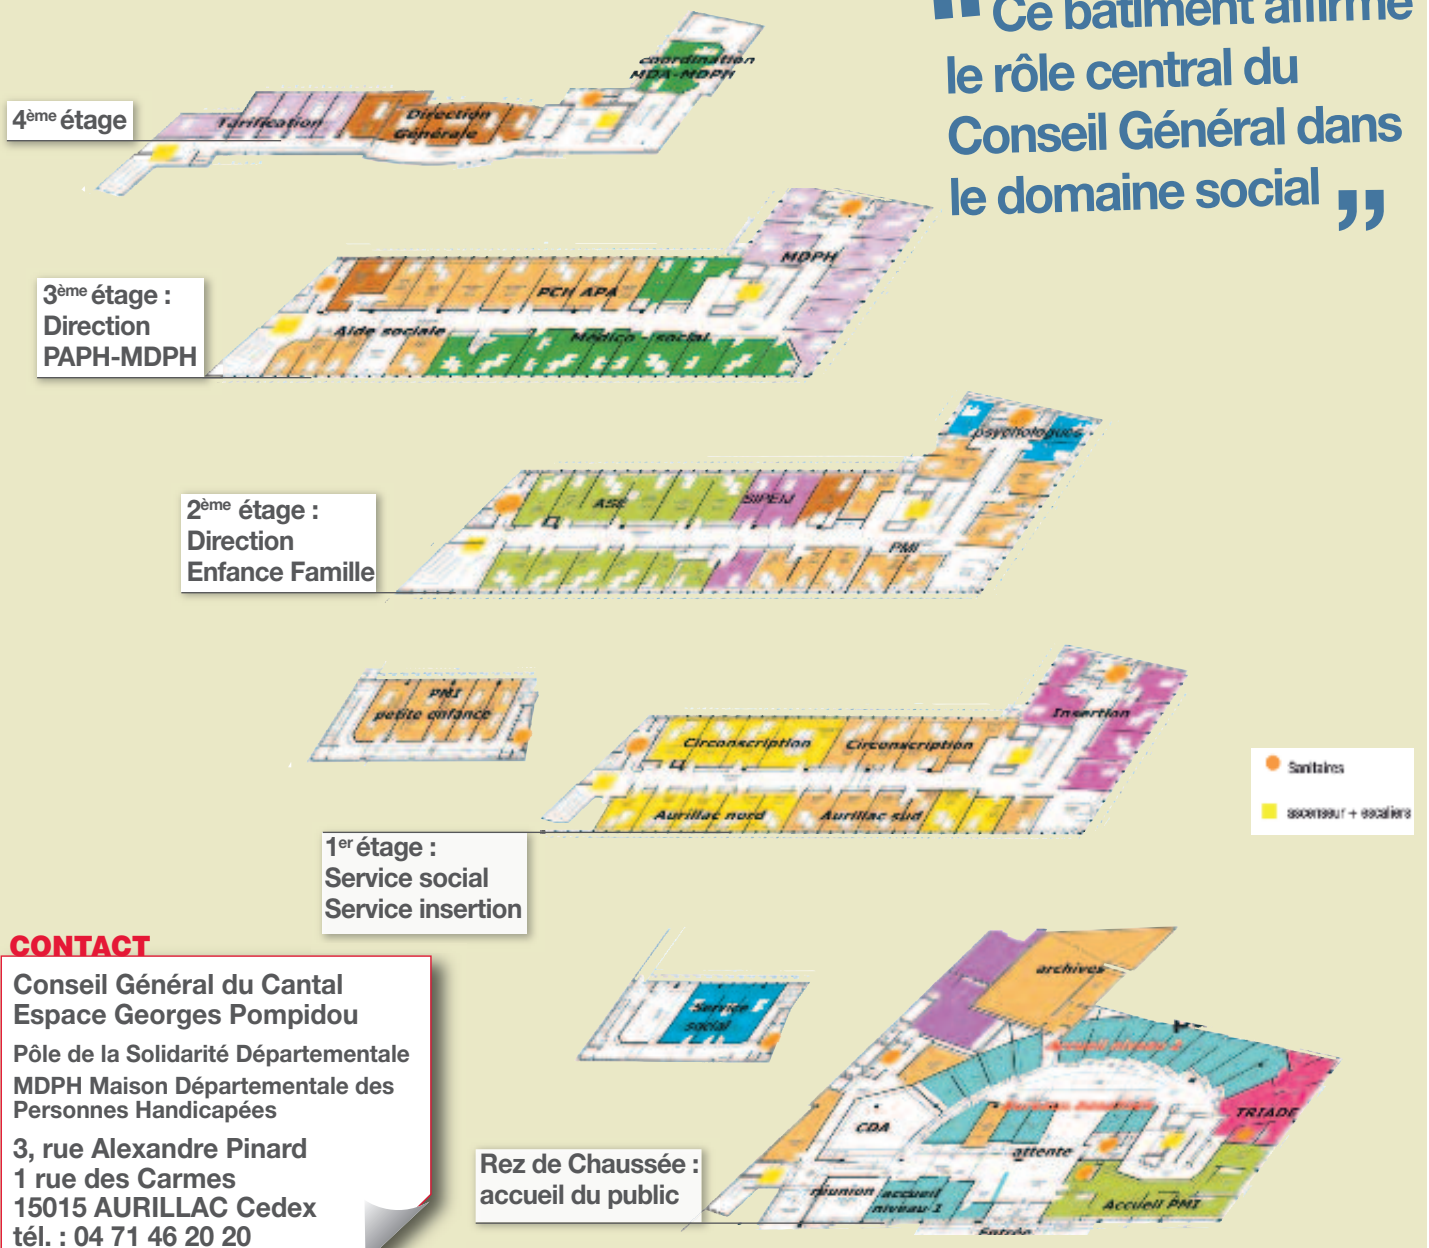 “ Ce bâtiment affirme
le rôle central du
Conseil Général dans
le domaine social ”
4ème étage
Tarification
Direction
Générale
coordination
MDA-MDPH
3ème étage :
Direction
PAPH-MDPH
MDPH
PCH APA
Aide sociale
Médico - social
2ème étage :
Direction
Enfance Famille
psychologues
ASE
SIPEIJ
PMI
PMI
petite enfance
Insertion
Circonscription
Circonscription
Aurillac nord
Aurillac sud
1er étage :
Service social
Service insertion
Sanitaires
ascenseur + escaliers
Service
social
archives
Accueil niveau 2
TRIADE
CDA
attente
réunion
accueil
niveau 1
Accueil PMI
Entrée
Rez de Chaussée :
accueil du public
CONTACT
Conseil Général du Cantal
Espace Georges Pompidou
Pôle de la Solidarité Départementale
MDPH Maison Départementale des
Personnes Handicapées
3, rue Alexandre Pinard
1 rue des Carmes
15015 AURILLAC Cedex
tél. : 04 71 46 20 20